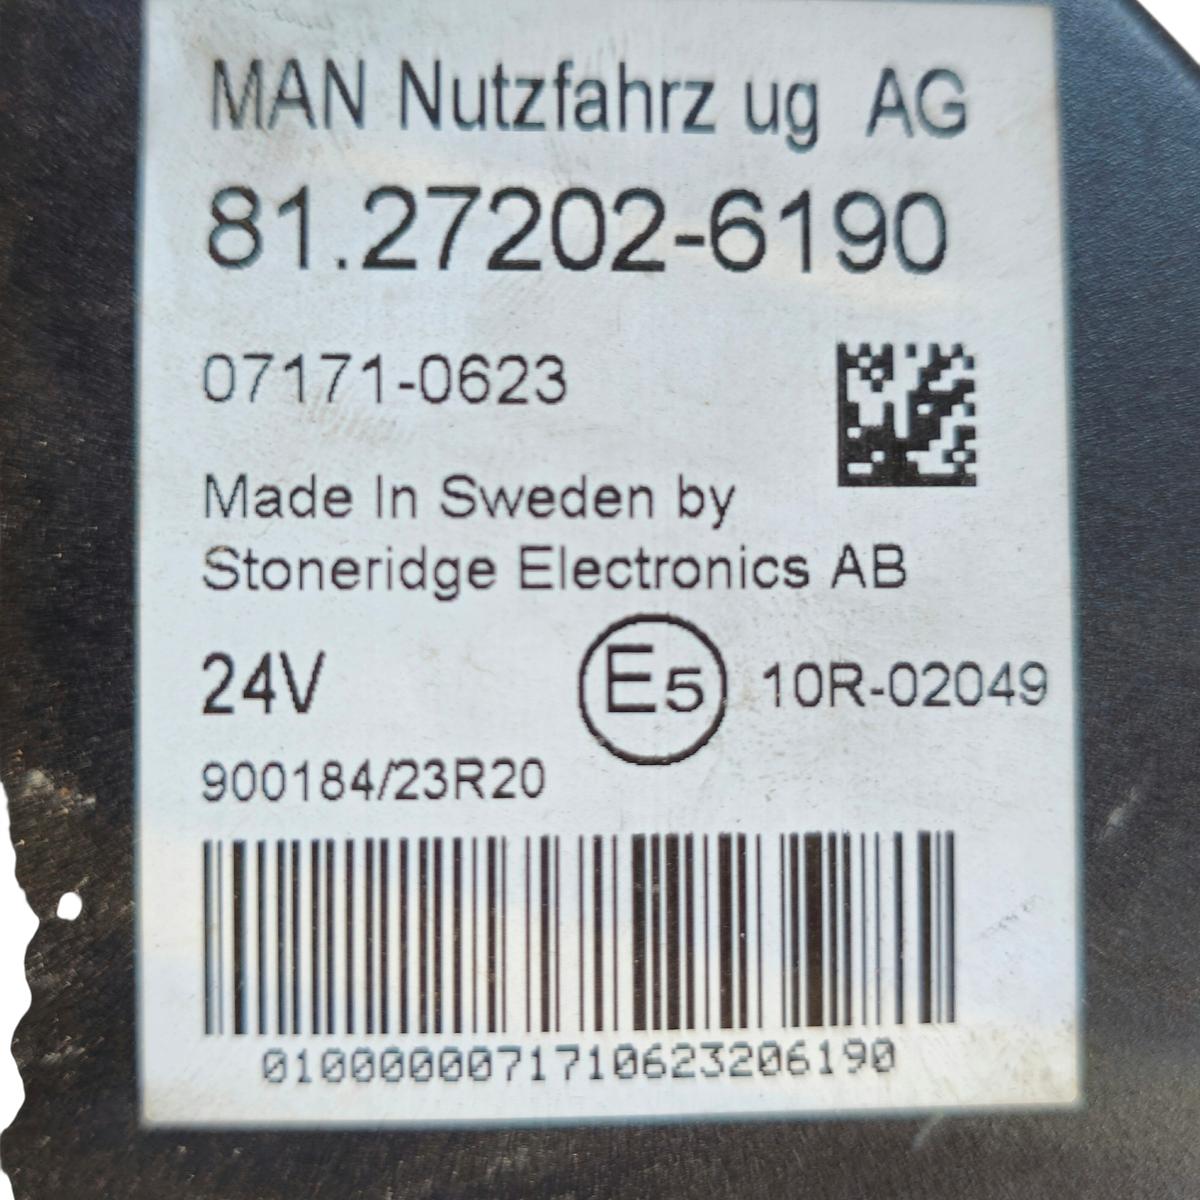 MAN Nutzfahrz ug AG
81.27202-6190
07171-0623
Made In Sweden by
Stoneridge Electronics AB
24V E5 10R-02049
900184/23R20
0100000071710623206190